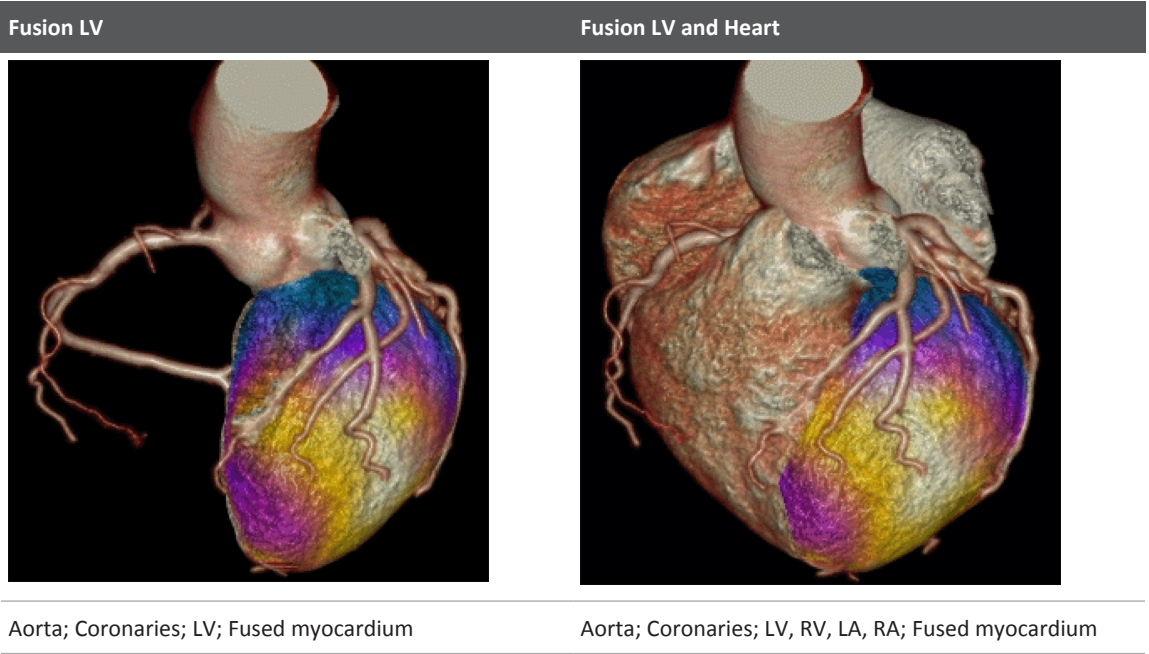 Fusion LV
Fusion LV and Heart
Aorta; Coronaries; LV; Fused myocardium
Aorta; Coronaries; LV, RV, LA, RA; Fused myocardium